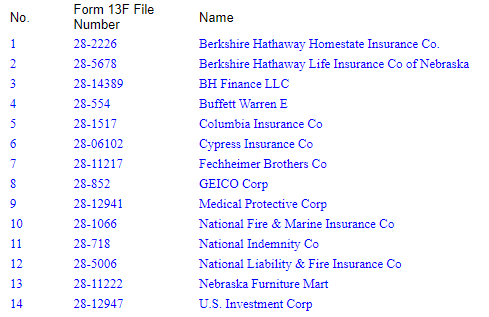 No. Form 13F File Number Name
1 28-2226 Berkshire Hathaway Homestate Insurance Co.
2 28-5678 Berkshire Hathaway Life Insurance Co of Nebraska
3 28-14389 BH Finance LLC
4 28-554 Buffett Warren E
5 28-1517 Columbia Insurance Co
6 28-06102 Cypress Insurance Co
7 28-11217 Fechheimer Brothers Co
8 28-852 GEICO Corp
9 28-12941 Medical Protective Corp
10 28-1066 National Fire & Marine Insurance Co
11 28-718 National Indemnity Co
12 28-5006 National Liability & Fire Insurance Co
13 28-11222 Nebraska Furniture Mart
14 28-12947 U.S. Investment Corp